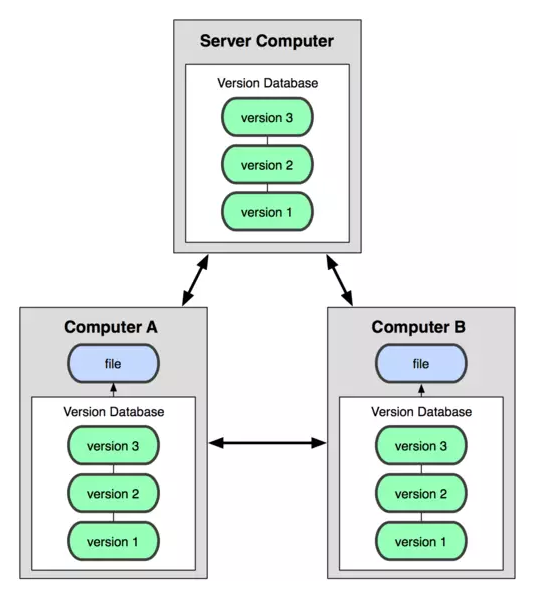 Server Computer
Version Database
version 3
version 2
version 1
Computer A
file
Version Database
version 3
version 2
version 1
Computer B
file
Version Database
version 3
version 2
version 1